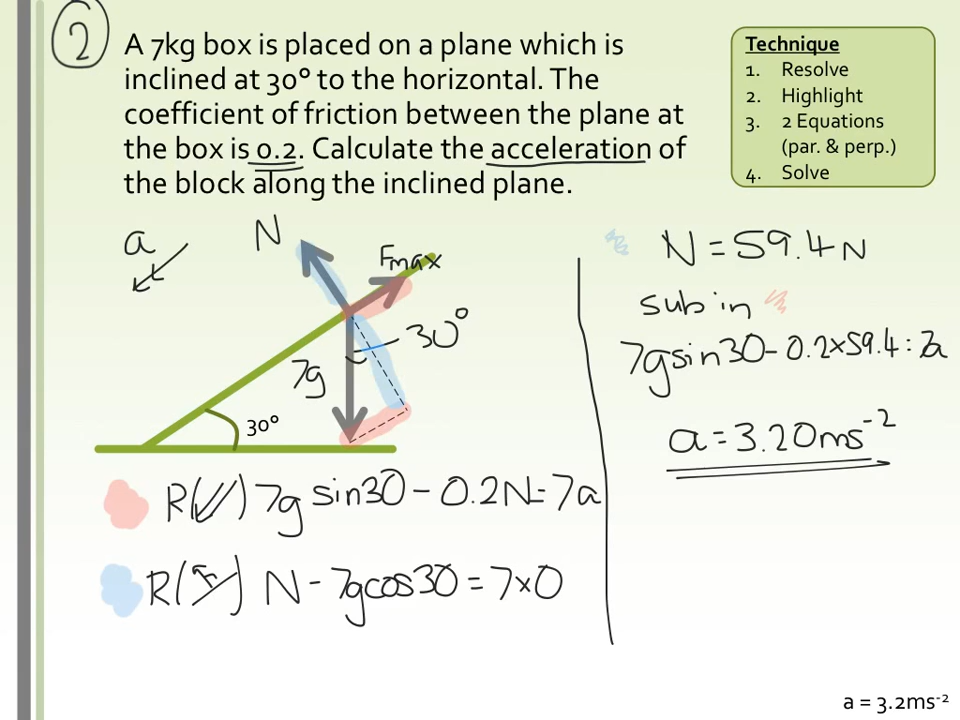 2
A 7kg box is placed on a plane which is
inclined at 30° to the horizontal. The
coefficient of friction between the plane at
the box is 0.2. Calculate the acceleration of
the block along the inclined plane.
Technique
1. Resolve
2. Highlight
3. 2 Equations
(par. & perp.)
4. Solve
a
N
Fmax
30°
7g
30°
R(↙) 7g sin30 - 0.2N = 7a
R(↖) N - 7gcos30 = 7×0
N = 59.4N
sub in
7gsin30 - 0.2×59.4 = 7a
a = 3.20ms⁻²
a = 3.2ms⁻²